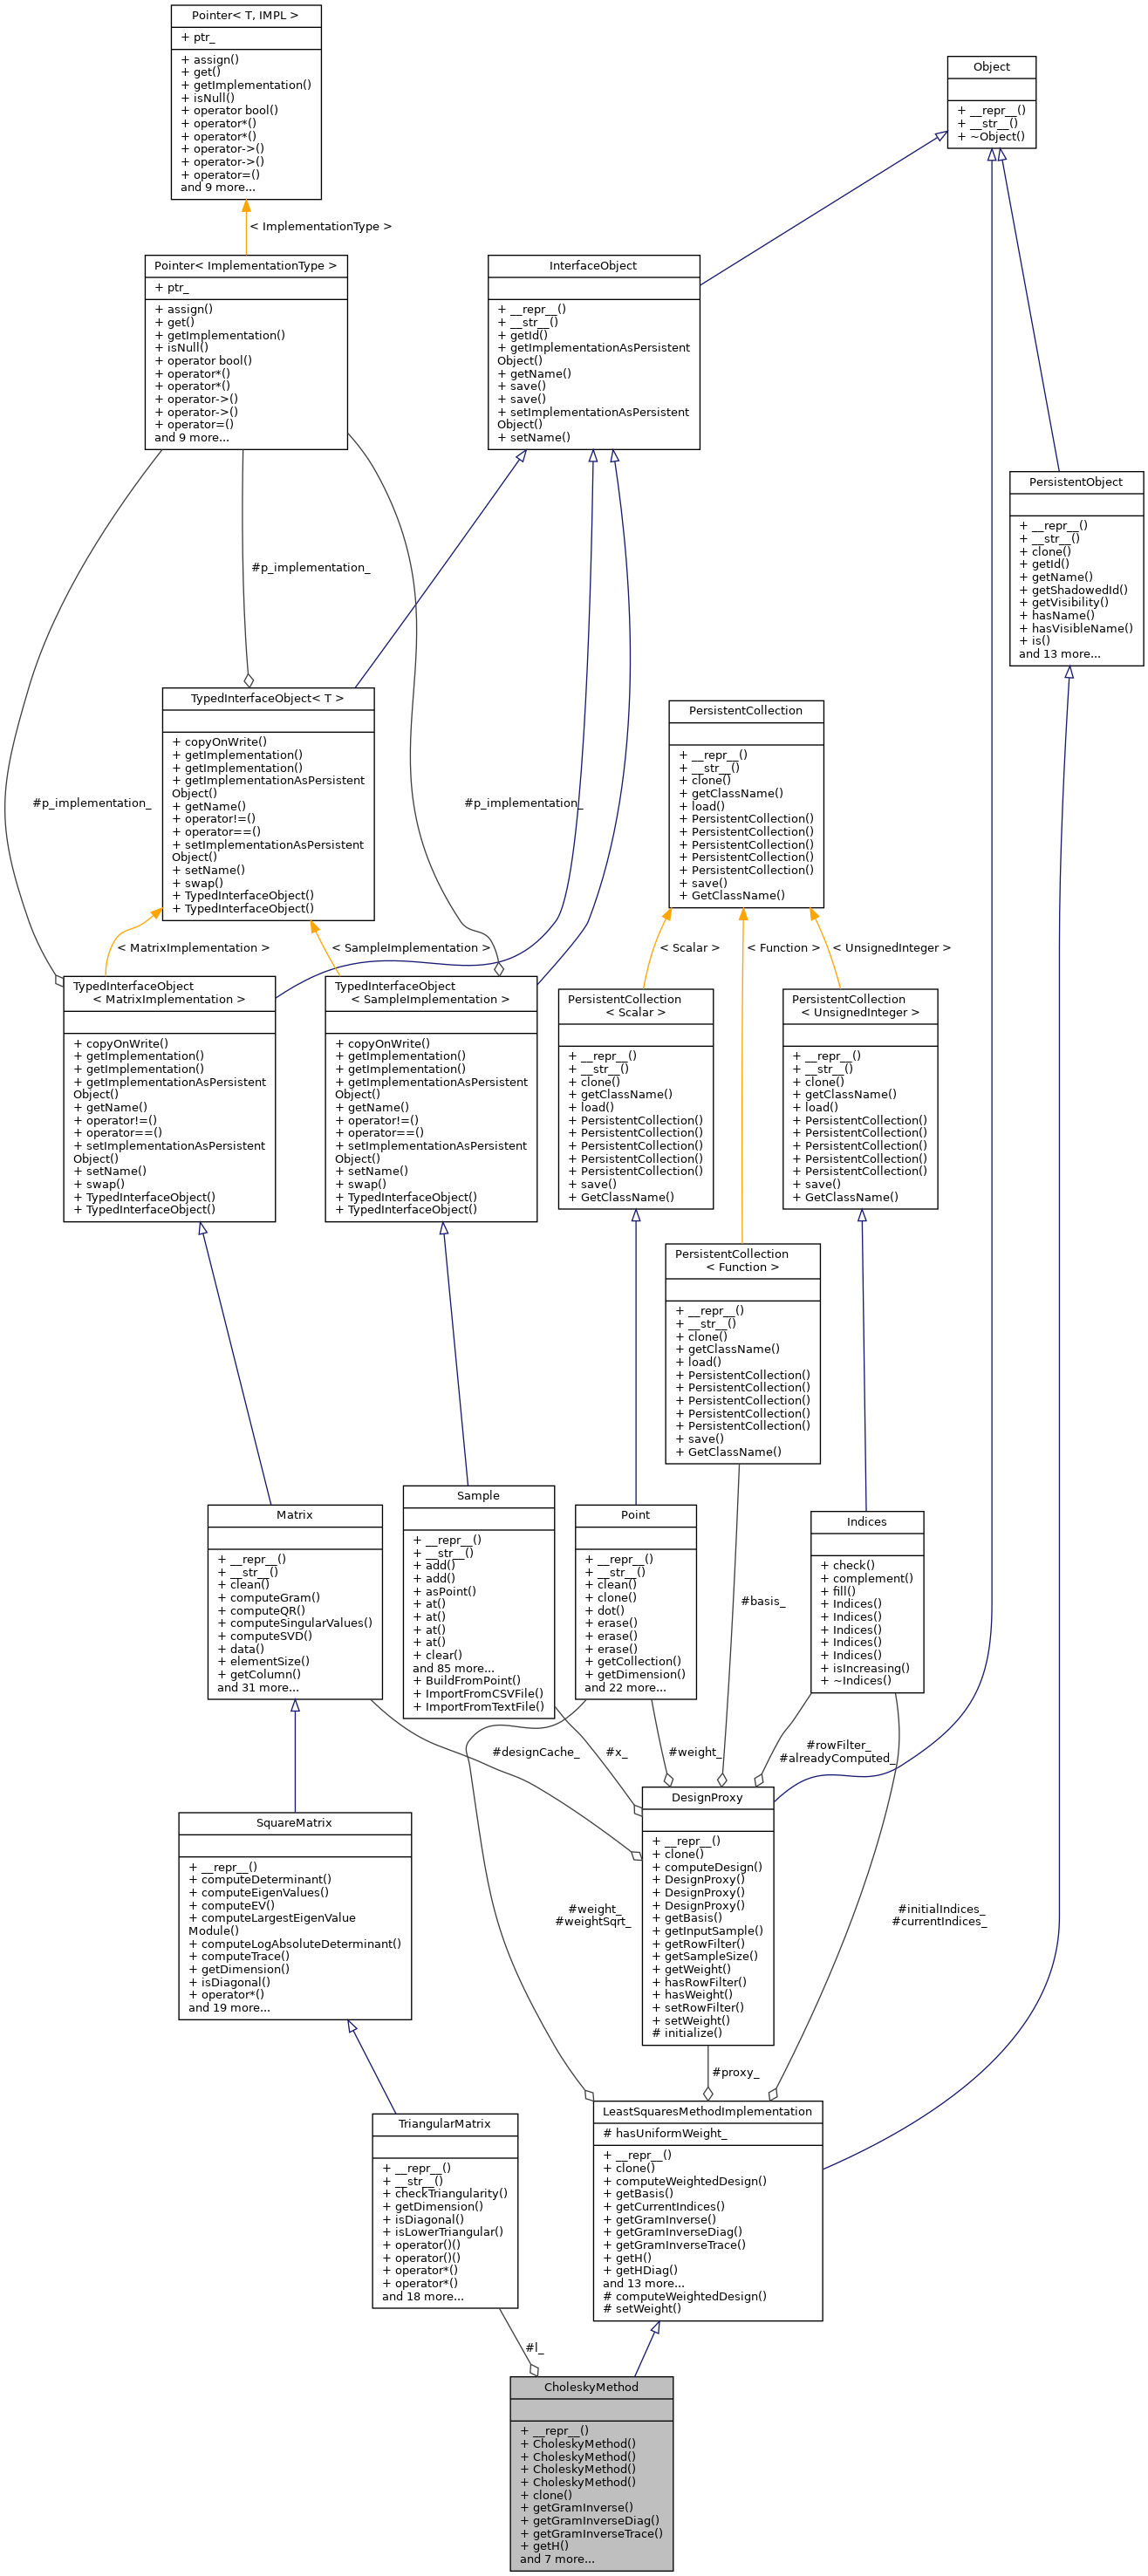 Pointer< T, IMPL >
+ ptr_
+ assign()
+ get()
+ getImplementation()
+ isNull()
+ operator bool()
+ operator*()
+ operator*()
+ operator->()
+ operator->()
+ operator=()
and 9 more...
Object
+ __repr__()
+ __str__()
+ ~Object()
< ImplementationType >
Pointer< ImplementationType >
+ ptr_
+ assign()
+ get()
+ getImplementation()
+ isNull()
+ operator bool()
+ operator*()
+ operator*()
+ operator->()
+ operator->()
+ operator=()
and 9 more...
InterfaceObject
+ __repr__()
+ __str__()
+ getId()
+ getImplementationAsPersistent
Object()
+ getName()
+ save()
+ save()
+ setImplementationAsPersistent
Object()
+ setName()
PersistentObject
+ __repr__()
+ __str__()
+ clone()
+ getId()
+ getName()
+ getShadowedId()
+ getVisibility()
+ hasName()
+ hasVisibleName()
+ is()
and 13 more...
#p_implementation_
TypedInterfaceObject< T >
+ copyOnWrite()
+ getImplementation()
+ getImplementation()
+ getImplementationAsPersistent
Object()
+ getName()
+ operator!=()
+ operator==()
+ setImplementationAsPersistent
Object()
+ setName()
+ swap()
+ TypedInterfaceObject()
+ TypedInterfaceObject()
PersistentCollection
+ __repr__()
+ __str__()
+ clone()
+ getClassName()
+ load()
+ PersistentCollection()
+ PersistentCollection()
+ PersistentCollection()
+ PersistentCollection()
+ PersistentCollection()
+ save()
+ GetClassName()
#p_implementation_
#p_implementation_
< MatrixImplementation >
< SampleImplementation >
< Scalar >
< Function >
< UnsignedInteger >
TypedInterfaceObject
< MatrixImplementation >
+ copyOnWrite()
+ getImplementation()
+ getImplementation()
+ getImplementationAsPersistent
Object()
+ getName()
+ operator!=()
+ operator==()
+ setImplementationAsPersistent
Object()
+ setName()
+ swap()
+ TypedInterfaceObject()
+ TypedInterfaceObject()
TypedInterfaceObject
< SampleImplementation >
+ copyOnWrite()
+ getImplementation()
+ getImplementation()
+ getImplementationAsPersistent
Object()
+ getName()
+ operator!=()
+ operator==()
+ setImplementationAsPersistent
Object()
+ setName()
+ swap()
+ TypedInterfaceObject()
+ TypedInterfaceObject()
PersistentCollection
< Scalar >
+ __repr__()
+ __str__()
+ clone()
+ getClassName()
+ load()
+ PersistentCollection()
+ PersistentCollection()
+ PersistentCollection()
+ PersistentCollection()
+ PersistentCollection()
+ save()
+ GetClassName()
PersistentCollection
< UnsignedInteger >
+ __repr__()
+ __str__()
+ clone()
+ getClassName()
+ load()
+ PersistentCollection()
+ PersistentCollection()
+ PersistentCollection()
+ PersistentCollection()
+ PersistentCollection()
+ save()
+ GetClassName()
PersistentCollection
< Function >
+ __repr__()
+ __str__()
+ clone()
+ getClassName()
+ load()
+ PersistentCollection()
+ PersistentCollection()
+ PersistentCollection()
+ PersistentCollection()
+ PersistentCollection()
+ save()
+ GetClassName()
Matrix
+ __repr__()
+ __str__()
+ clean()
+ computeGram()
+ computeQR()
+ computeSingularValues()
+ computeSVD()
+ data()
+ elementSize()
+ getColumn()
and 31 more...
Sample
+ __repr__()
+ __str__()
+ add()
+ add()
+ asPoint()
+ at()
+ at()
+ at()
+ at()
+ clear()
and 85 more...
+ BuildFromPoint()
+ ImportFromCSVFile()
+ ImportFromTextFile()
Point
+ __repr__()
+ __str__()
+ clean()
+ clone()
+ dot()
+ erase()
+ erase()
+ erase()
+ getCollection()
+ getDimension()
and 22 more...
#basis_
Indices
+ check()
+ complement()
+ fill()
+ Indices()
+ Indices()
+ Indices()
+ Indices()
+ Indices()
+ isIncreasing()
+ ~Indices()
#designCache_
#x_
#weight_
#rowFilter_
#alreadyComputed_
SquareMatrix
+ __repr__()
+ computeDeterminant()
+ computeEigenValues()
+ computeEV()
+ computeLargestEigenValue
Module()
+ computeLogAbsoluteDeterminant()
+ computeTrace()
+ getDimension()
+ isDiagonal()
+ operator*()
and 19 more...
DesignProxy
+ __repr__()
+ clone()
+ computeDesign()
+ DesignProxy()
+ DesignProxy()
+ DesignProxy()
+ getBasis()
+ getInputSample()
+ getRowFilter()
+ getSampleSize()
+ getWeight()
+ hasRowFilter()
+ hasWeight()
+ setRowFilter()
+ setWeight()
# initialize()
#weight_
#weightSqrt_
#initialIndices_
#currentIndices_
#proxy_
TriangularMatrix
+ __repr__()
+ __str__()
+ checkTriangularity()
+ getDimension()
+ isDiagonal()
+ isLowerTriangular()
+ operator()()
+ operator()()
+ operator*()
+ operator*()
and 18 more...
LeastSquaresMethodImplementation
# hasUniformWeight_
+ __repr__()
+ clone()
+ computeWeightedDesign()
+ getBasis()
+ getCurrentIndices()
+ getGramInverse()
+ getGramInverseDiag()
+ getGramInverseTrace()
+ getH()
+ getHDiag()
and 13 more...
# computeWeightedDesign()
# setWeight()
#l_
CholeskyMethod
+ __repr__()
+ CholeskyMethod()
+ CholeskyMethod()
+ CholeskyMethod()
+ CholeskyMethod()
+ clone()
+ getGramInverse()
+ getGramInverseDiag()
+ getGramInverseTrace()
+ getH()
and 7 more...